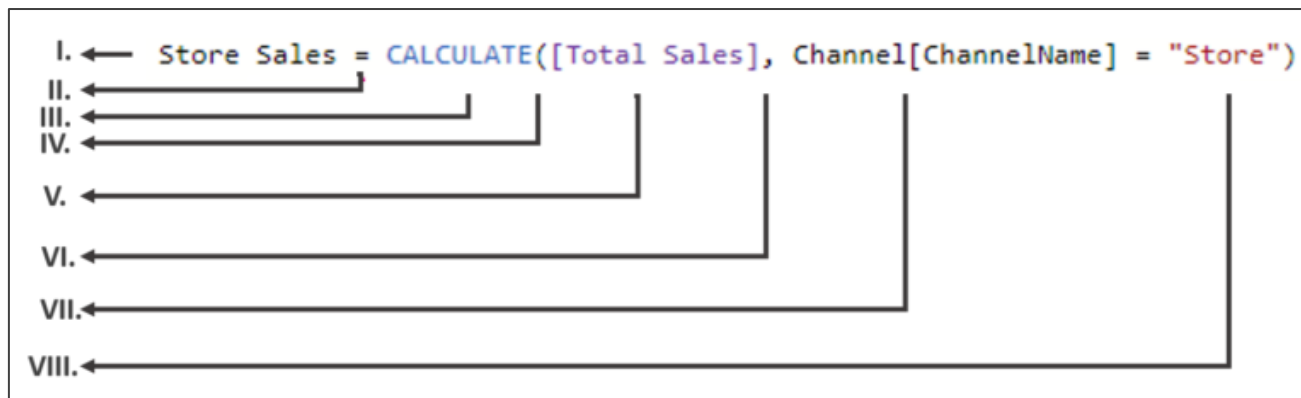 I. Store Sales = CALCULATE([Total Sales], Channel[ChannelName] = "Store")
II.
III.
IV.
V.
VI.
VII.
VIII.